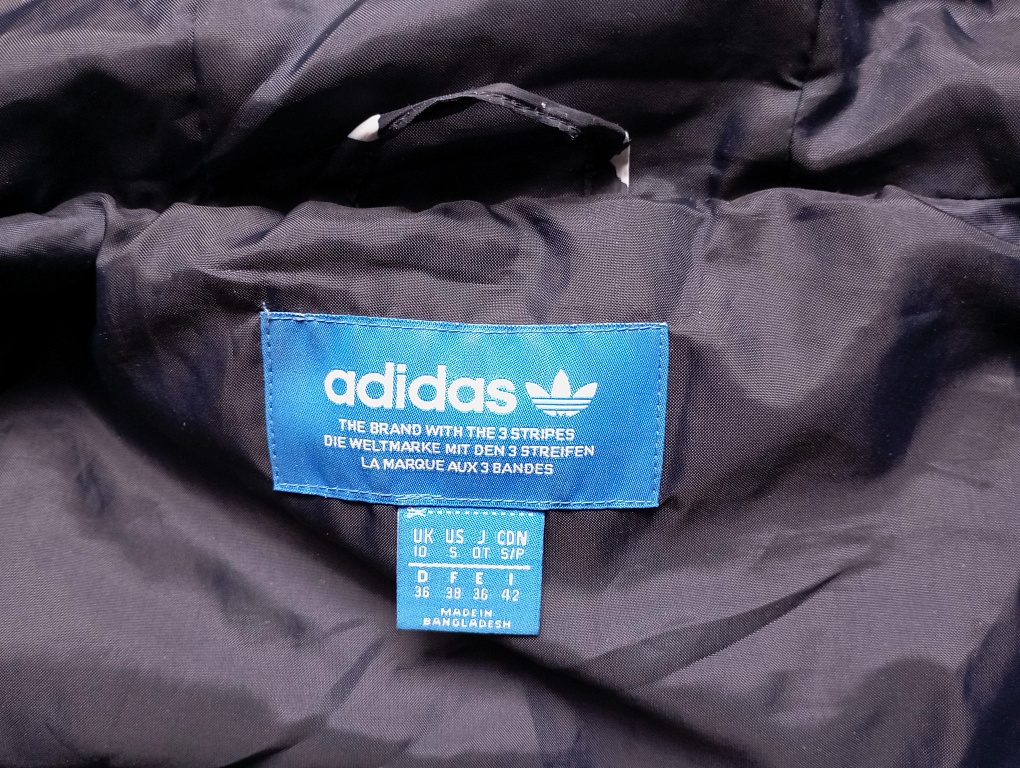 adidas
THE BRAND WITH THE 3 STRIPES
DIE WELTMARKE MIT DEN 3 STREIFEN
LA MARQUE AUX 3 BANDES
UK US J CDN
10 S OT S/P
D F E I
36 38 36 42
MADE IN
BANGLADESH